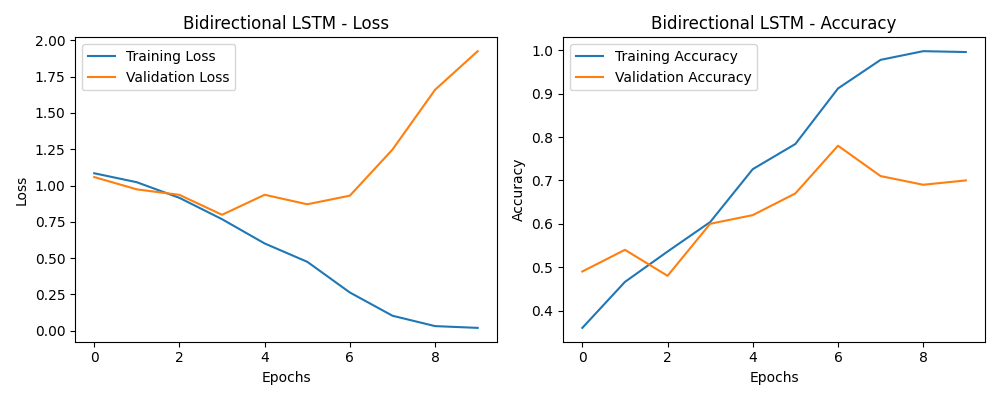 Bidirectional LSTM - Loss
2.00
1.75
1.50
1.25
1.00
0.75
0.50
0.25
0.00
Loss
Training Loss
Validation Loss
0 2 4 6 8
Epochs
Bidirectional LSTM - Accuracy
1.0
0.9
0.8
0.7
0.6
0.5
0.4
Accuracy
Training Accuracy
Validation Accuracy
0 2 4 6 8
Epochs